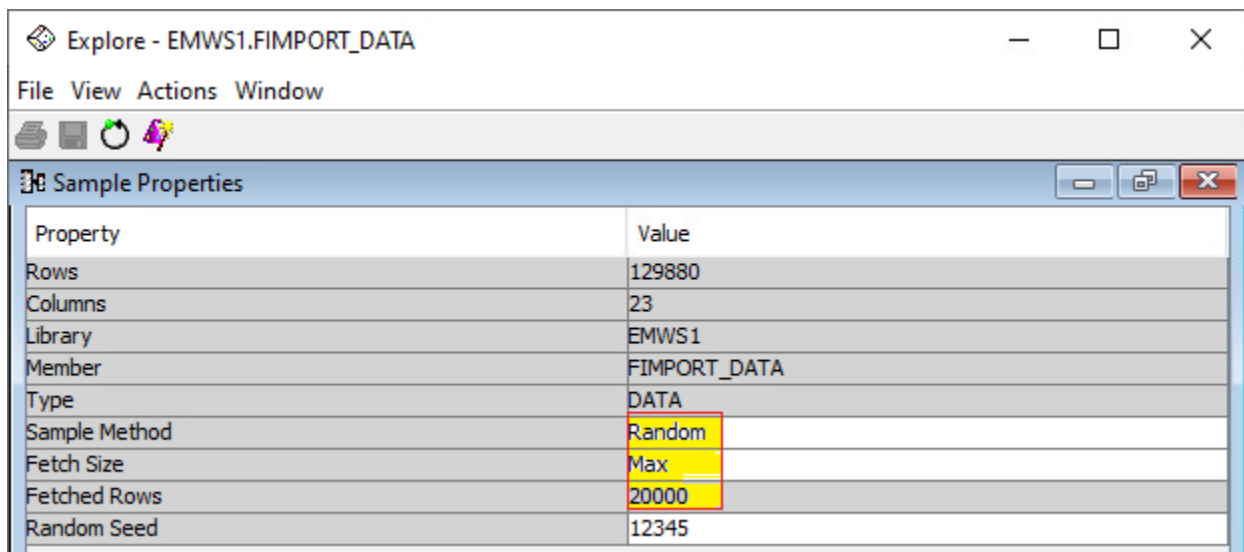 Explore - EMWS1.FIMPORT_DATA
File View Actions Window
Sample Properties
Property Value
Rows 129880
Columns 23
Library EMWS1
Member FIMPORT_DATA
Type DATA
Sample Method Random
Fetch Size Max
Fetched Rows 20000
Random Seed 12345